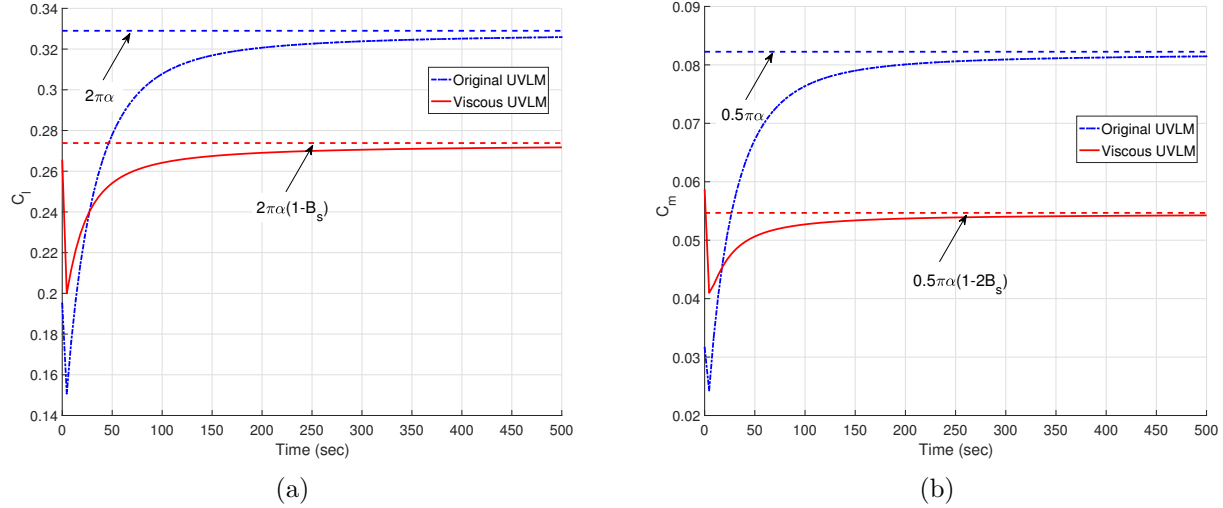 0.34
0.32
0.3
0.28
0.26
0.24
0.22
0.2
0.18
0.16
0.14
C_l
0 50 100 150 200 250 300 350 400 450 500
Time (sec)
2πα
Original UVLM
Viscous UVLM
2πα(1-B_s)
(a)
0.09
0.08
0.07
0.06
0.05
0.04
0.03
0.02
C_m
0 50 100 150 200 250 300 350 400 450 500
Time (sec)
0.5πα
Original UVLM
Viscous UVLM
0.5πα(1-2B_s)
(b)